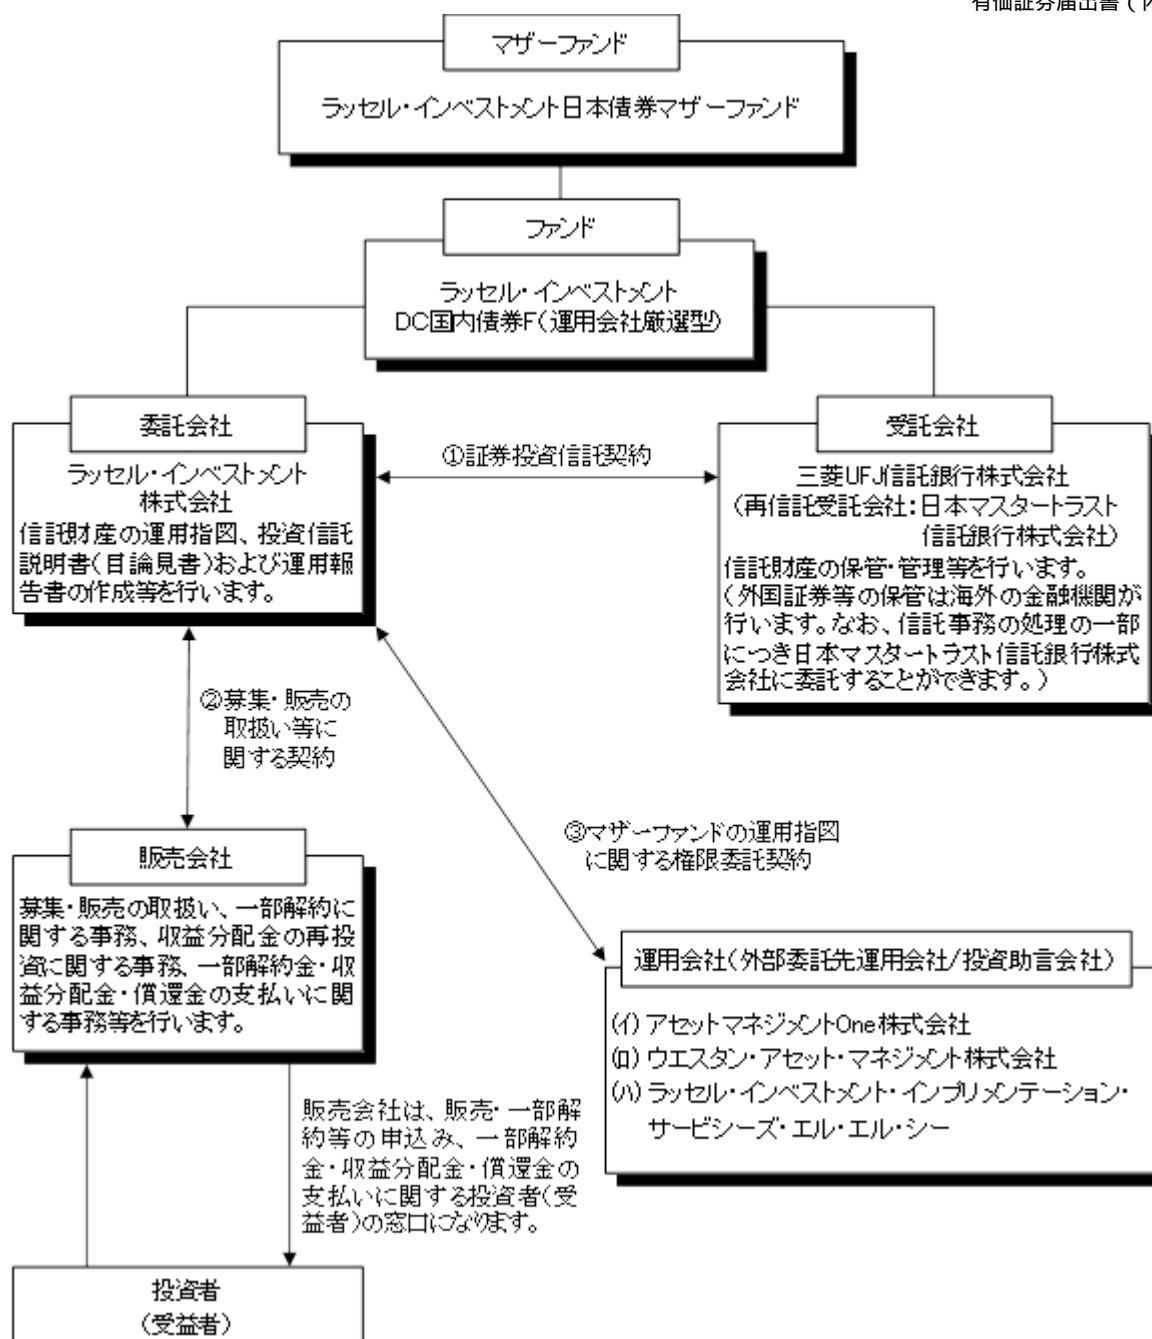 有価証券届出書（内
マザーファンド
ラッセル・インベストメント日本債券マザーファンド
ファンド
ラッセル・インベストメント
DC国内債券F（運用会社厳選型）
委託会社
ラッセル・インベストメント
株式会社
信託財産の運用指図、投資信託
説明書（目論見書）および運用報
告書の作成等を行います。
①証券投資信託契約
受託会社
三菱UFJ信託銀行株式会社
（再信託受託会社：日本マスタートラスト
信託銀行株式会社）
信託財産の保管・管理等を行います。
（外国証券等の保管は海外の金融機関が
行います。なお、信託事務の処理の一部
につき日本マスタートラスト信託銀行株式
会社に委託することができます。）
②募集・販売の
取扱い等に
関する契約
③マザーファンドの運用指図
に関する権限委託契約
販売会社
募集・販売の取扱い、一部解約に
関する事務、収益分配金の再投
資に関する事務、一部解約金・収
益分配金・償還金の支払いに関
する事務等を行います。
運用会社（外部委託先運用会社/投資助言会社）
(イ) アセットマネジメントOne株式会社
(ロ) ウエスタン・アセット・マネジメント株式会社
(ハ) ラッセル・インベストメント・インプリメンテーション・
サービシーズ・エル・エル・シー
販売会社は、販売・一部解
約等の申込み、一部解約
金・収益分配金・償還金の
支払いに関する投資者（受
益者）の窓口になります。
投資者
（受益者）